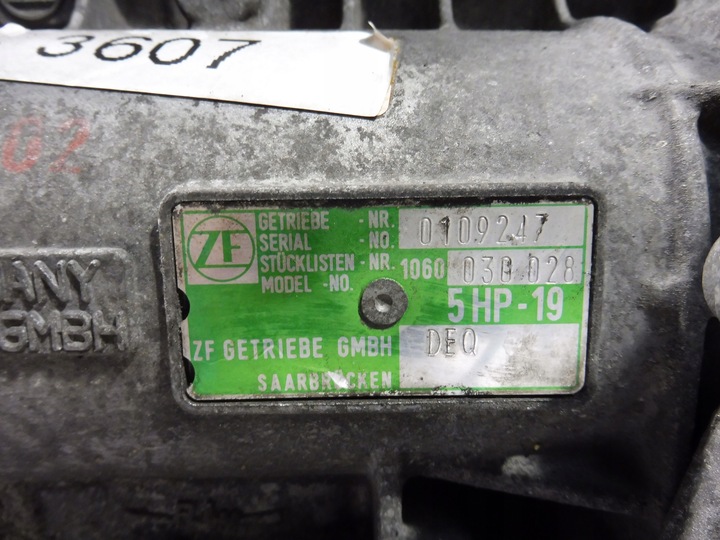 3607
02
ZF
GETRIEBE - NR. 0109247
SERIAL - NO.
STÜCKLISTEN - NR. 1060 030 028
MODEL - NO.
5 HP - 19
ZF GETRIEBE GMBH DEQ
SAARBRÜCKEN
ANY
GMBH